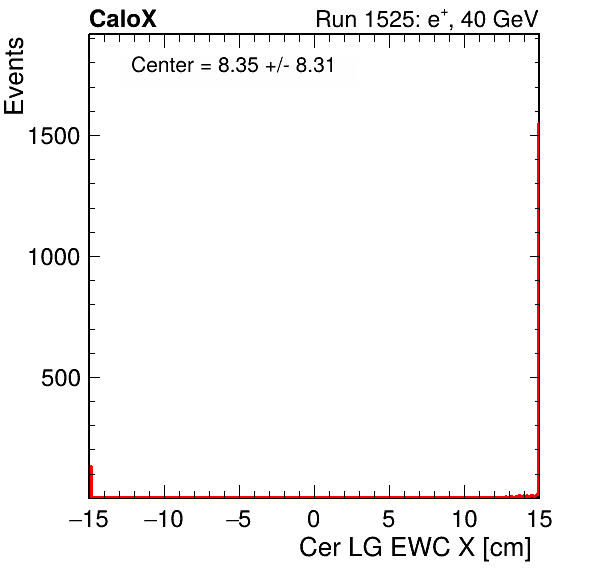 CaloX Run 1525: e⁺, 40 GeV
Center = 8.35 +/- 8.31
Events
1500
1000
500
−15 −10 −5 0 5 10 15
Cer LG EWC X [cm]